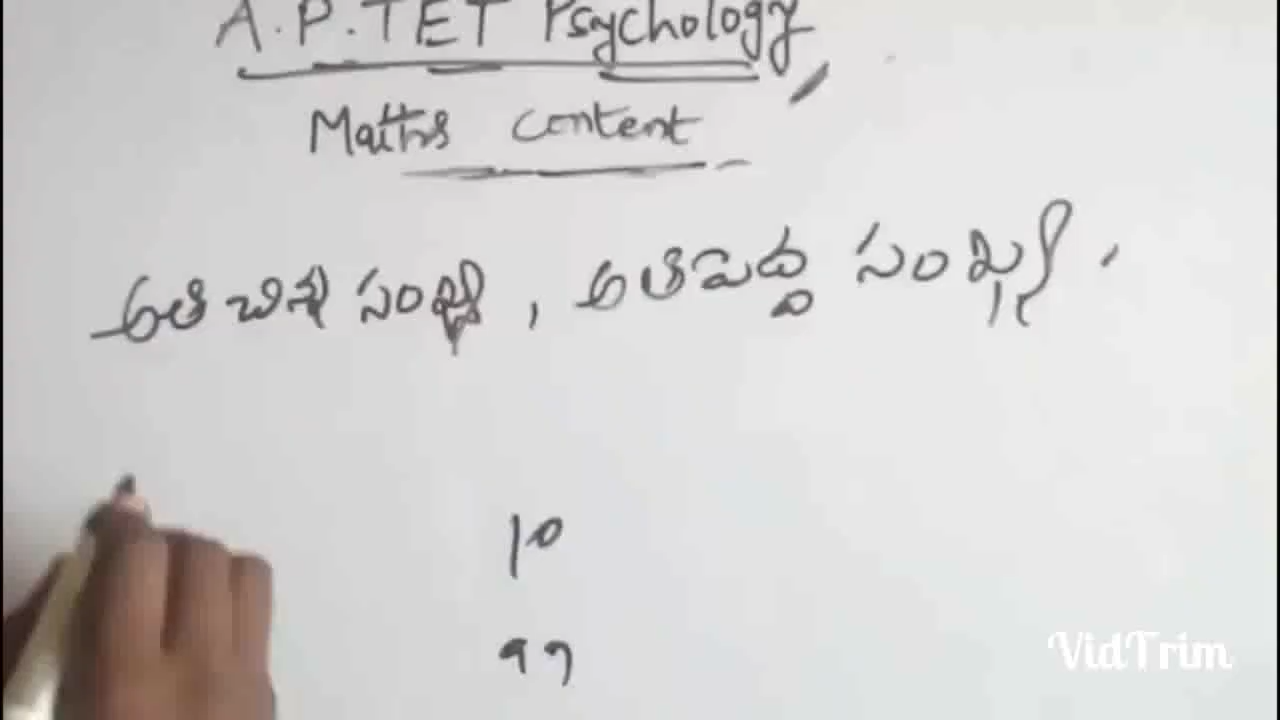 A.P.TET Psychology
Maths content
అతి చిన్న సంఖ్య, అతిపెద్ద సంఖ్య,
10
99
VidTrim